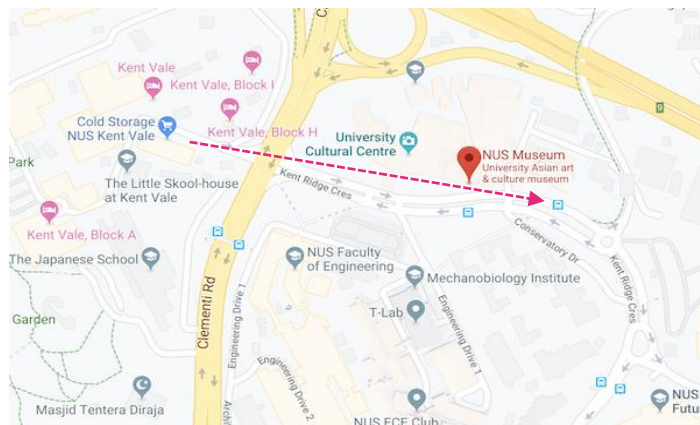 Kent Vale
Kent Vale, Block I
Cold Storage
NUS Kent Vale
Kent Vale, Block H
University
Cultural Centre
NUS Museum
University Asian art
& culture museum
Park
The Little Skool-house
at Kent Vale
Kent Ridge Cres
Kent Vale, Block A
The Japanese School
NUS Faculty
of Engineering
Conservatory Dr
Kent Ridge Cres
Mechanobiology Institute
Clementi Rd
Engineering Drive 1
T-Lab
Engineering Drive 1
Garden
9
Engineering Drive 2
Masjid Tentera Diraja
Archi
NUS ECE Club
NUS
Futu